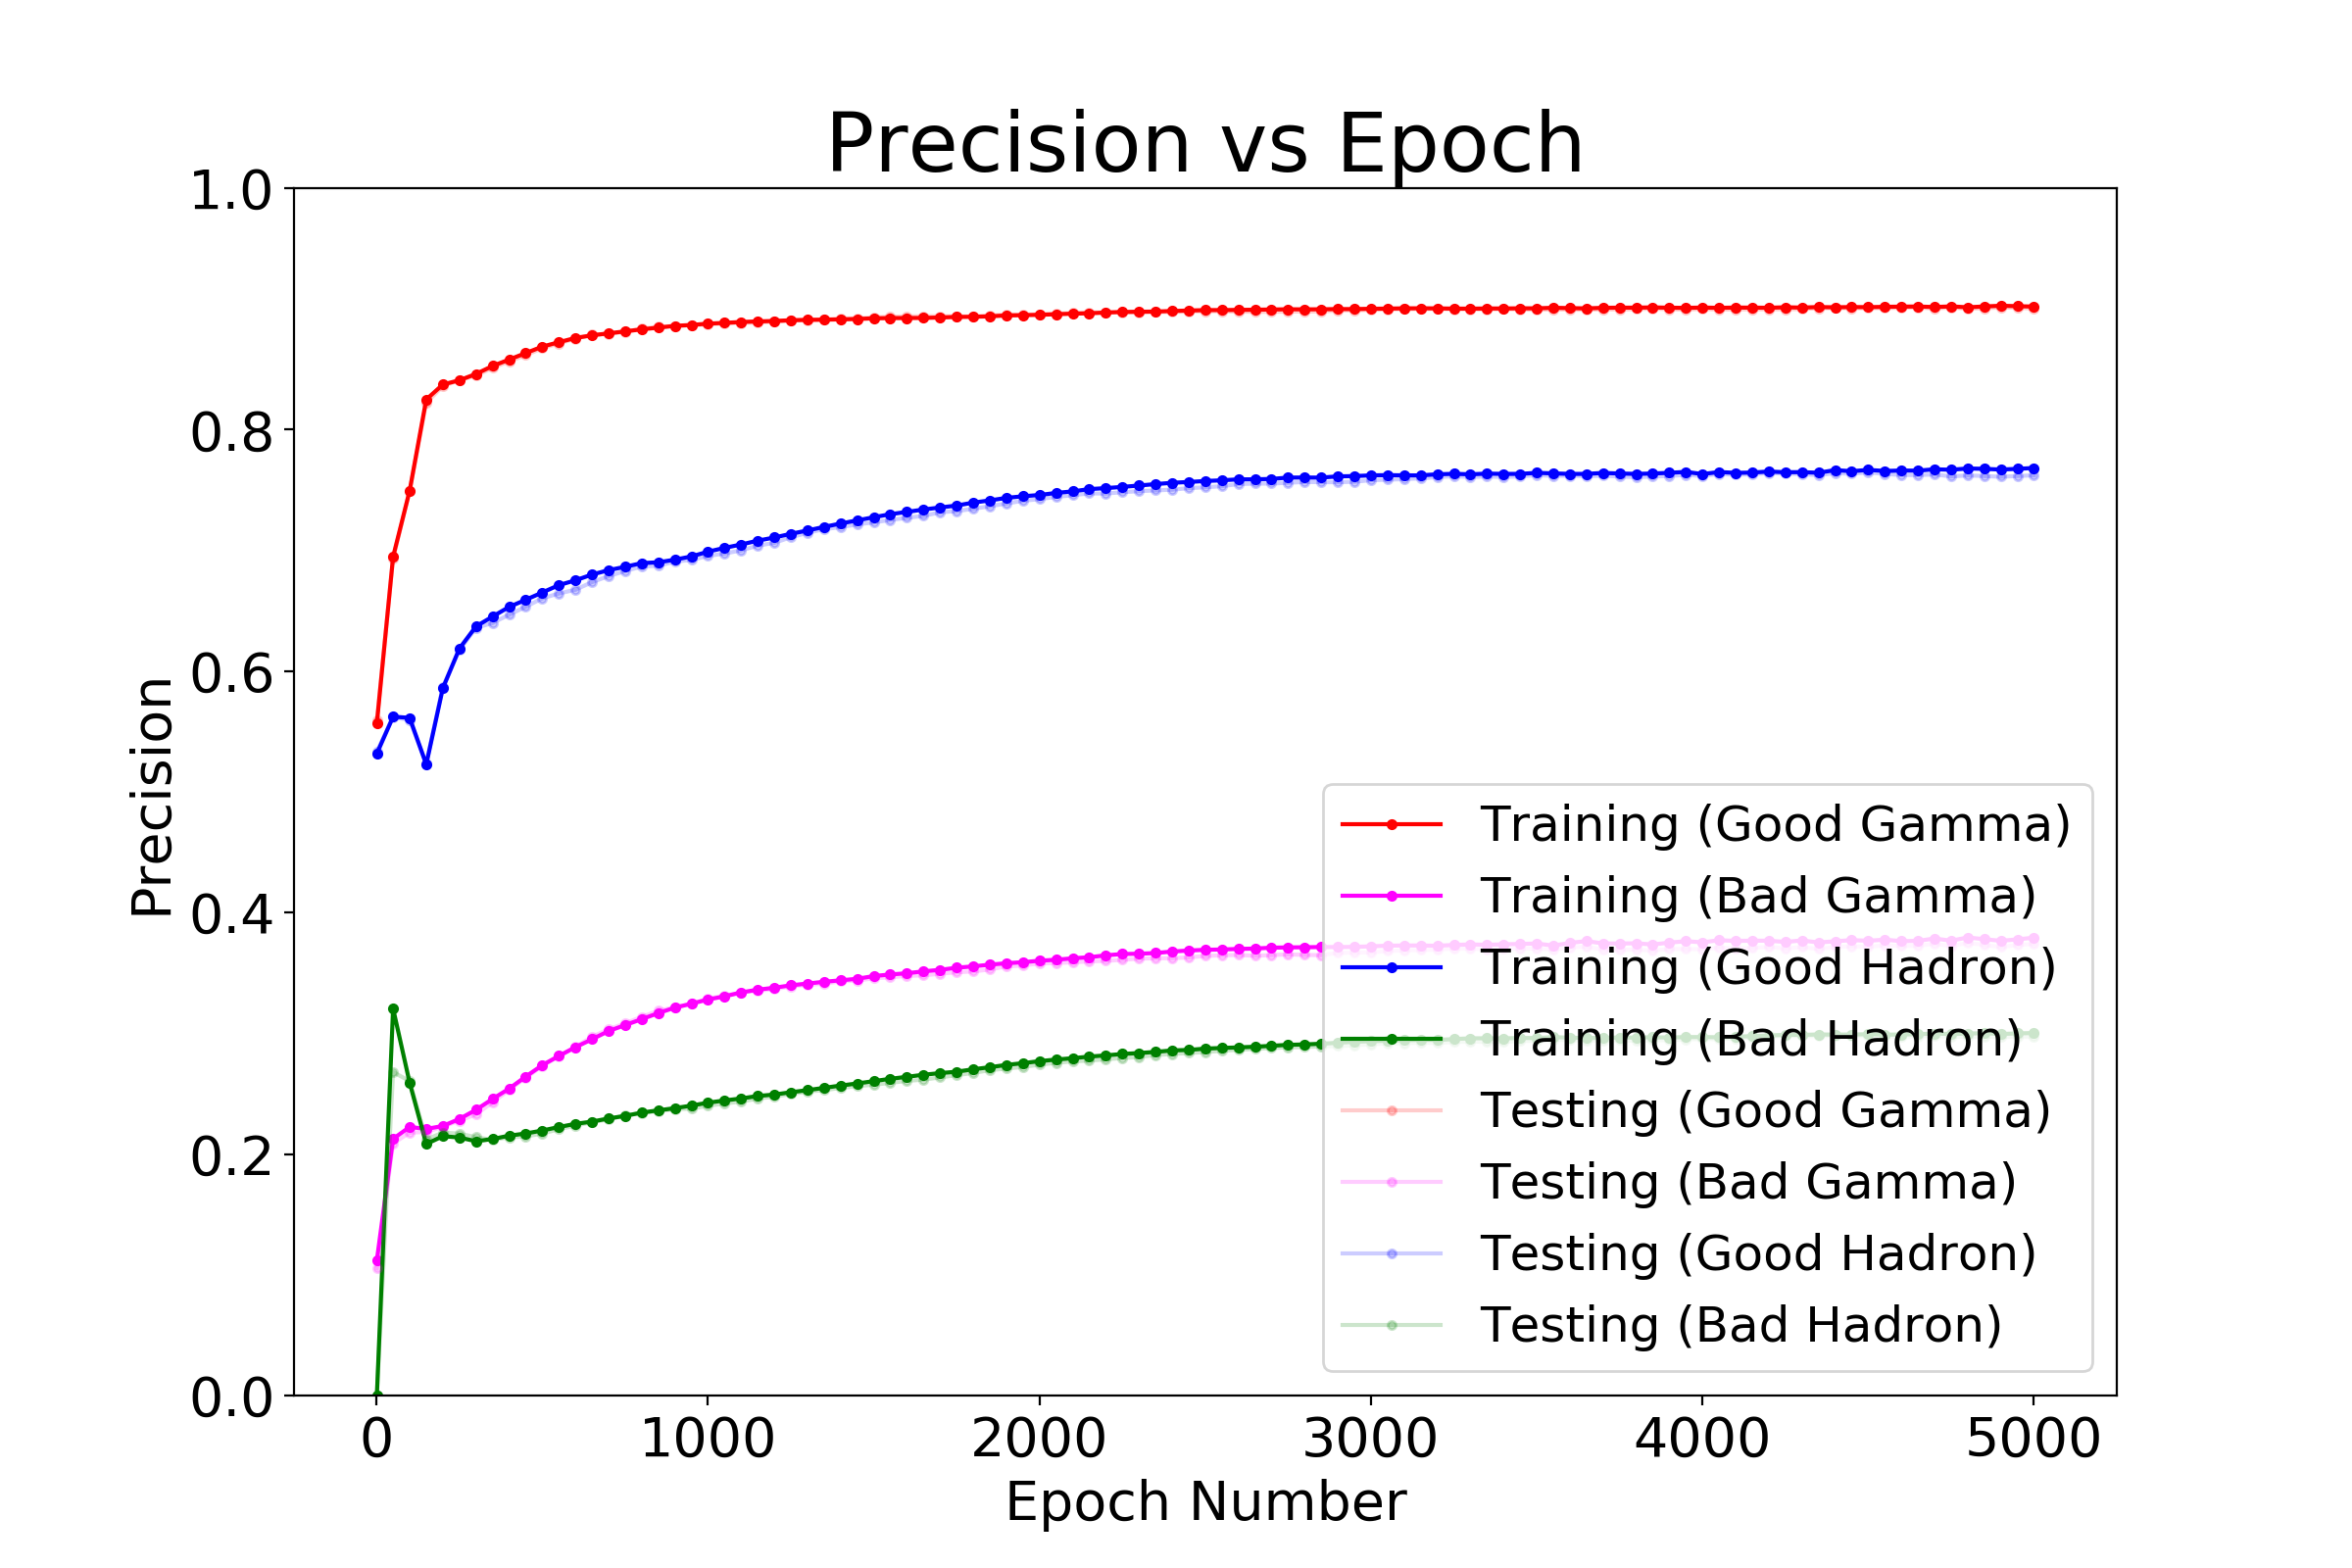 Precision vs Epoch
1.0
0.8
0.6
0.4
0.2
0.0
Precision
Training (Good Gamma)
Training (Bad Gamma)
Training (Good Hadron)
Training (Bad Hadron)
Testing (Good Gamma)
Testing (Bad Gamma)
Testing (Good Hadron)
Testing (Bad Hadron)
0 1000 2000 3000 4000 5000
Epoch Number